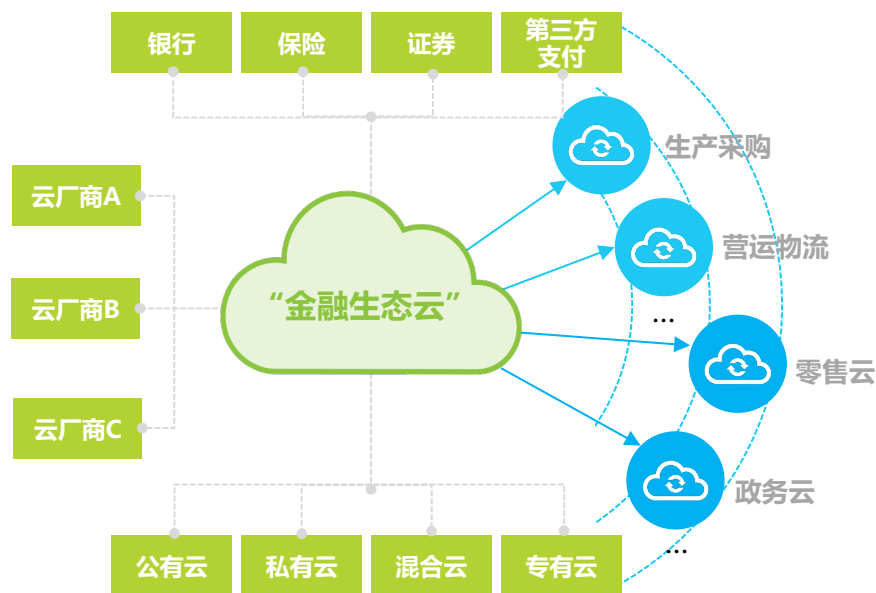 银行
保险
证券
第三方
支付
生产采购
云厂商A
营运物流
云厂商B
“金融生态云”
...
零售云
云厂商C
政务云
...
公有云
私有云
混合云
专有云